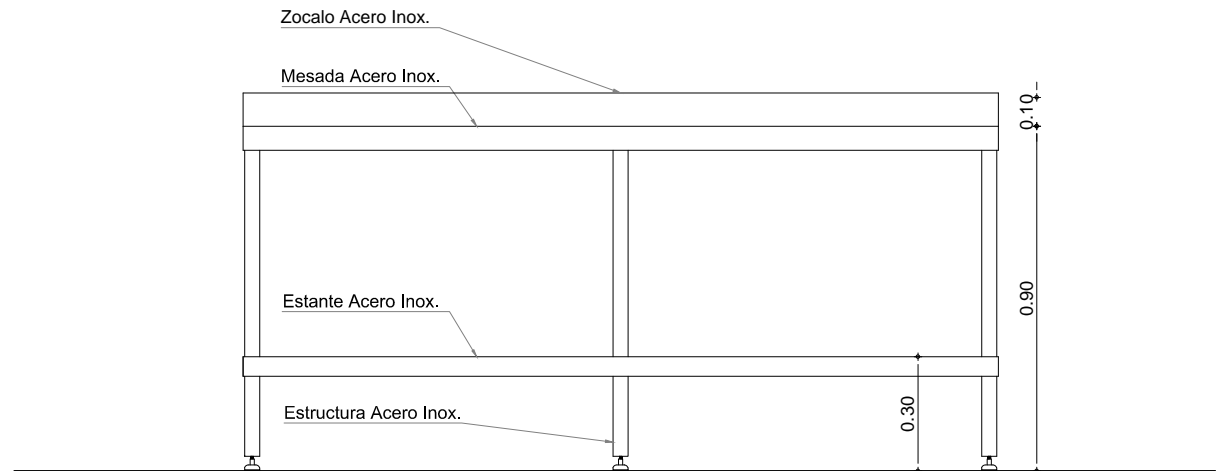 Zocalo Acero Inox.
Mesada Acero Inox.
0.10
Estante Acero Inox.
0.90
Estructura Acero Inox.
0.30